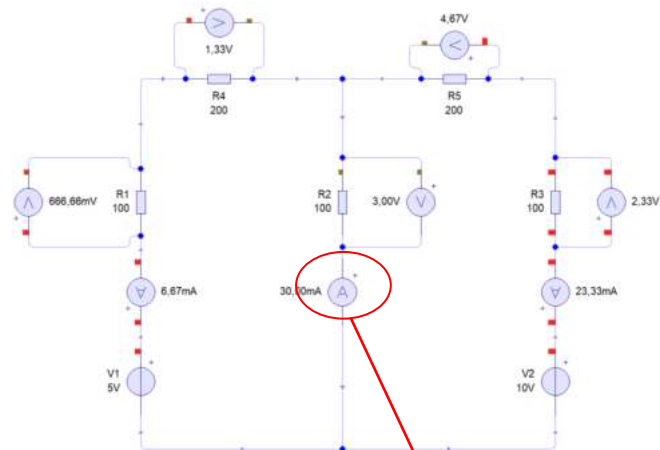 1,33V
4,67V
R4
200
R5
200
666,66mV
R1
100
R2
100
3,00V
R3
100
2,33V
6,67mA
30,00mA
23,33mA
V1
5V
V2
10V